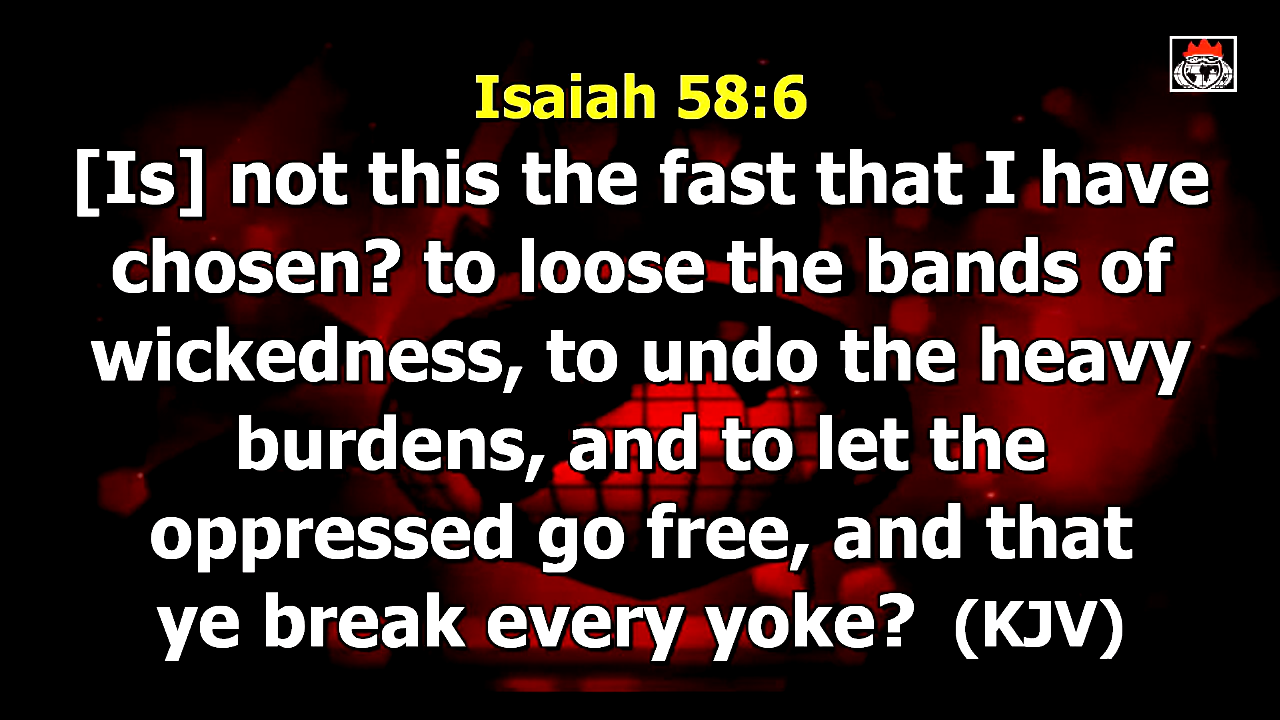 Isaiah 58:6
[Is] not this the fast that I have
chosen? to loose the bands of
wickedness, to undo the heavy
burdens, and to let the
oppressed go free, and that
ye break every yoke? (KJV)